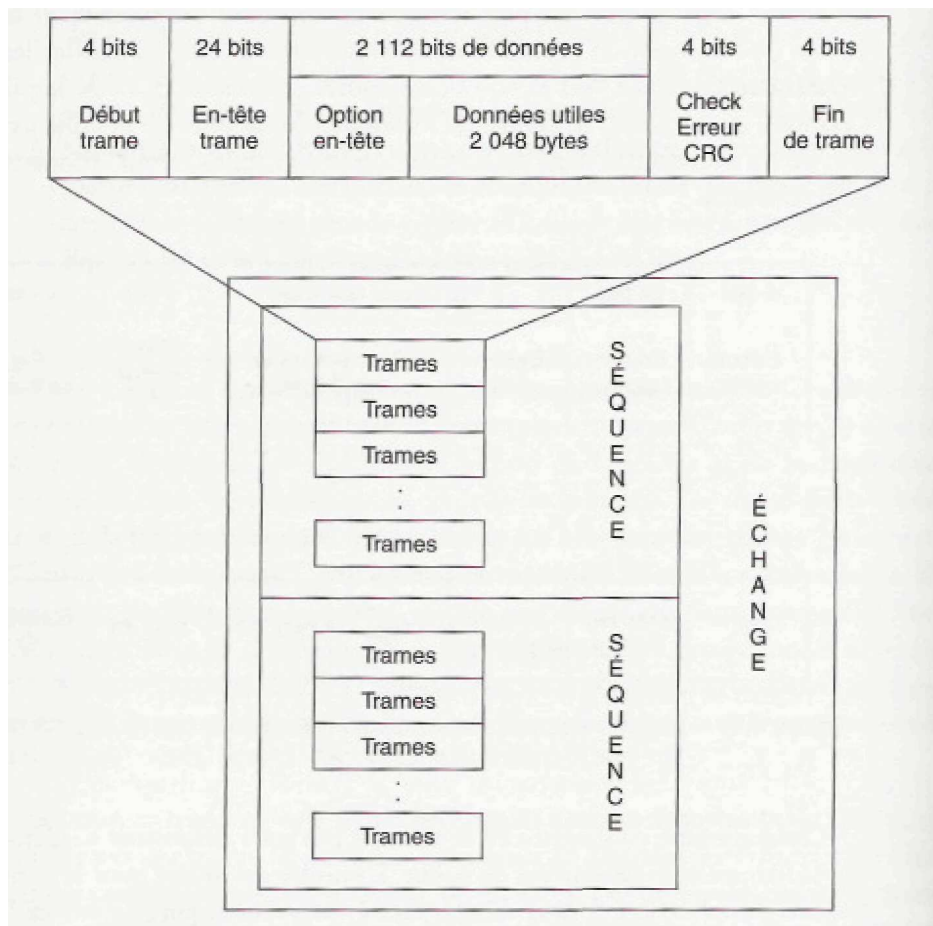 4 bits
24 bits
2 112 bits de données
4 bits
4 bits
Début
trame
En-tête
trame
Option
en-tête
Données utiles
2 048 bytes
Check
Erreur
CRC
Fin
de trame
Trames
Trames
Trames
Trames
SÉQUENCE
Trames
Trames
Trames
Trames
SÉQUENCE
ÉCHANGE